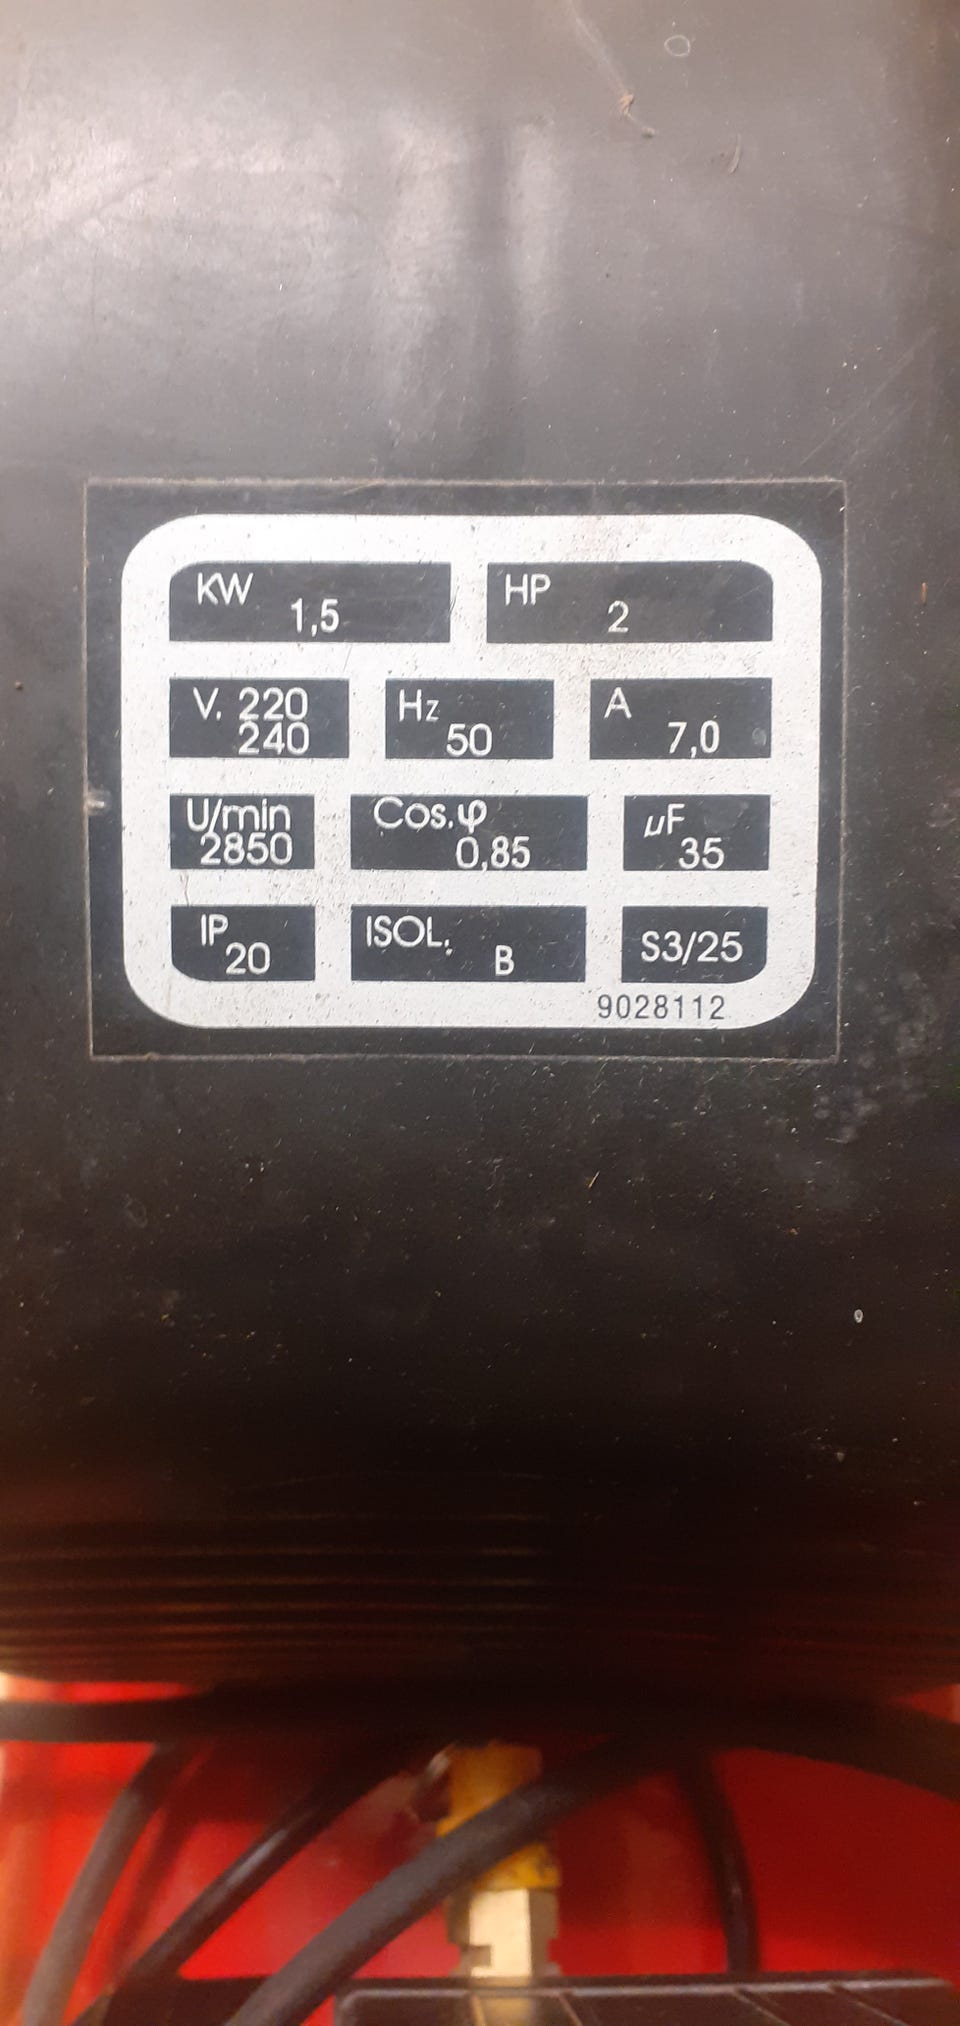 KW 1,5 HP 2
V. 220 Hz 50 A 7,0
240
U/min Cos.φ 0,85 µF 35
2850
IP 20 ISOL. B S3/25
9028112